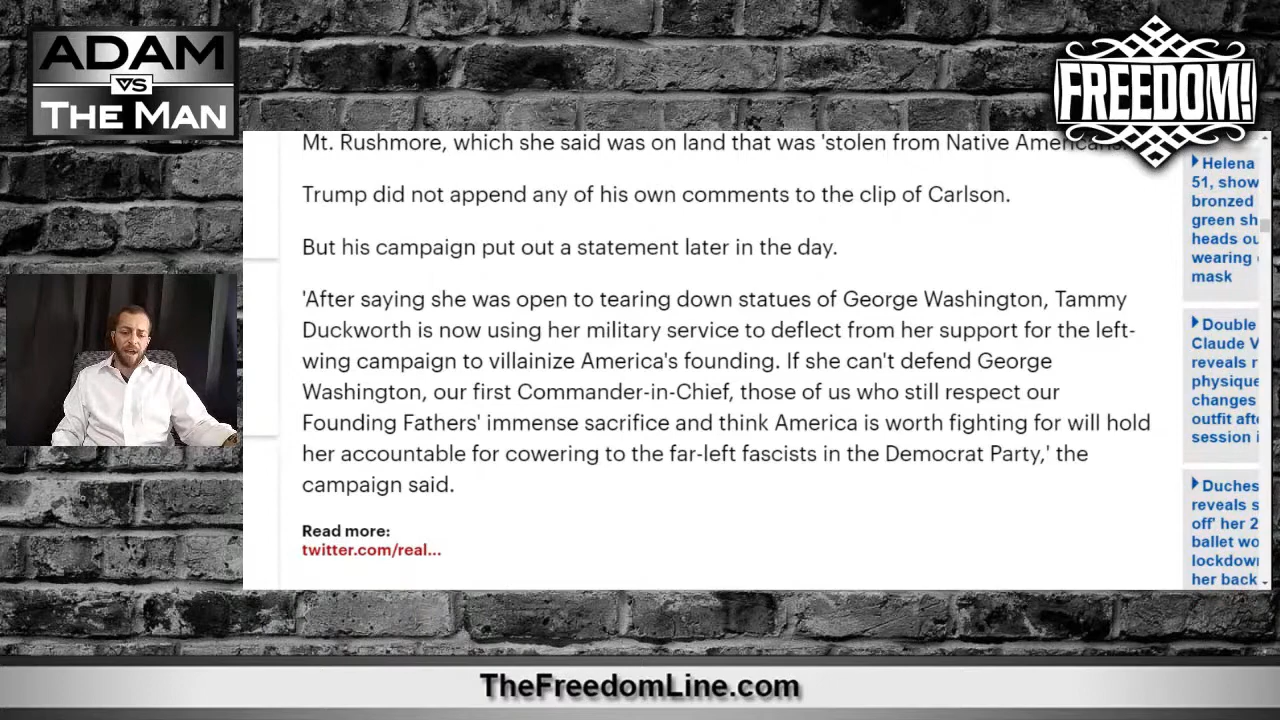 ADAM
VS
THE MAN
FREEDOM!
Mt. Rushmore, which she said was on land that was 'stolen from Native Americans.
Trump did not append any of his own comments to the clip of Carlson.
But his campaign put out a statement later in the day.
'After saying she was open to tearing down statues of George Washington, Tammy
Duckworth is now using her military service to deflect from her support for the left-
wing campaign to villainize America's founding. If she can't defend George
Washington, our first Commander-in-Chief, those of us who still respect our
Founding Fathers' immense sacrifice and think America is worth fighting for will hold
her accountable for cowering to the far-left fascists in the Democrat Party,' the
campaign said.
Read more:
twitter.com/real...
Helena
51, show
bronzed
green sh
heads ou
wearing
mask
Double
Claude V
reveals r
physique
changes
outfit afte
session i
Duches
reveals s
off' her 2
ballet wo
lockdown
her back
TheFreedomLine.com